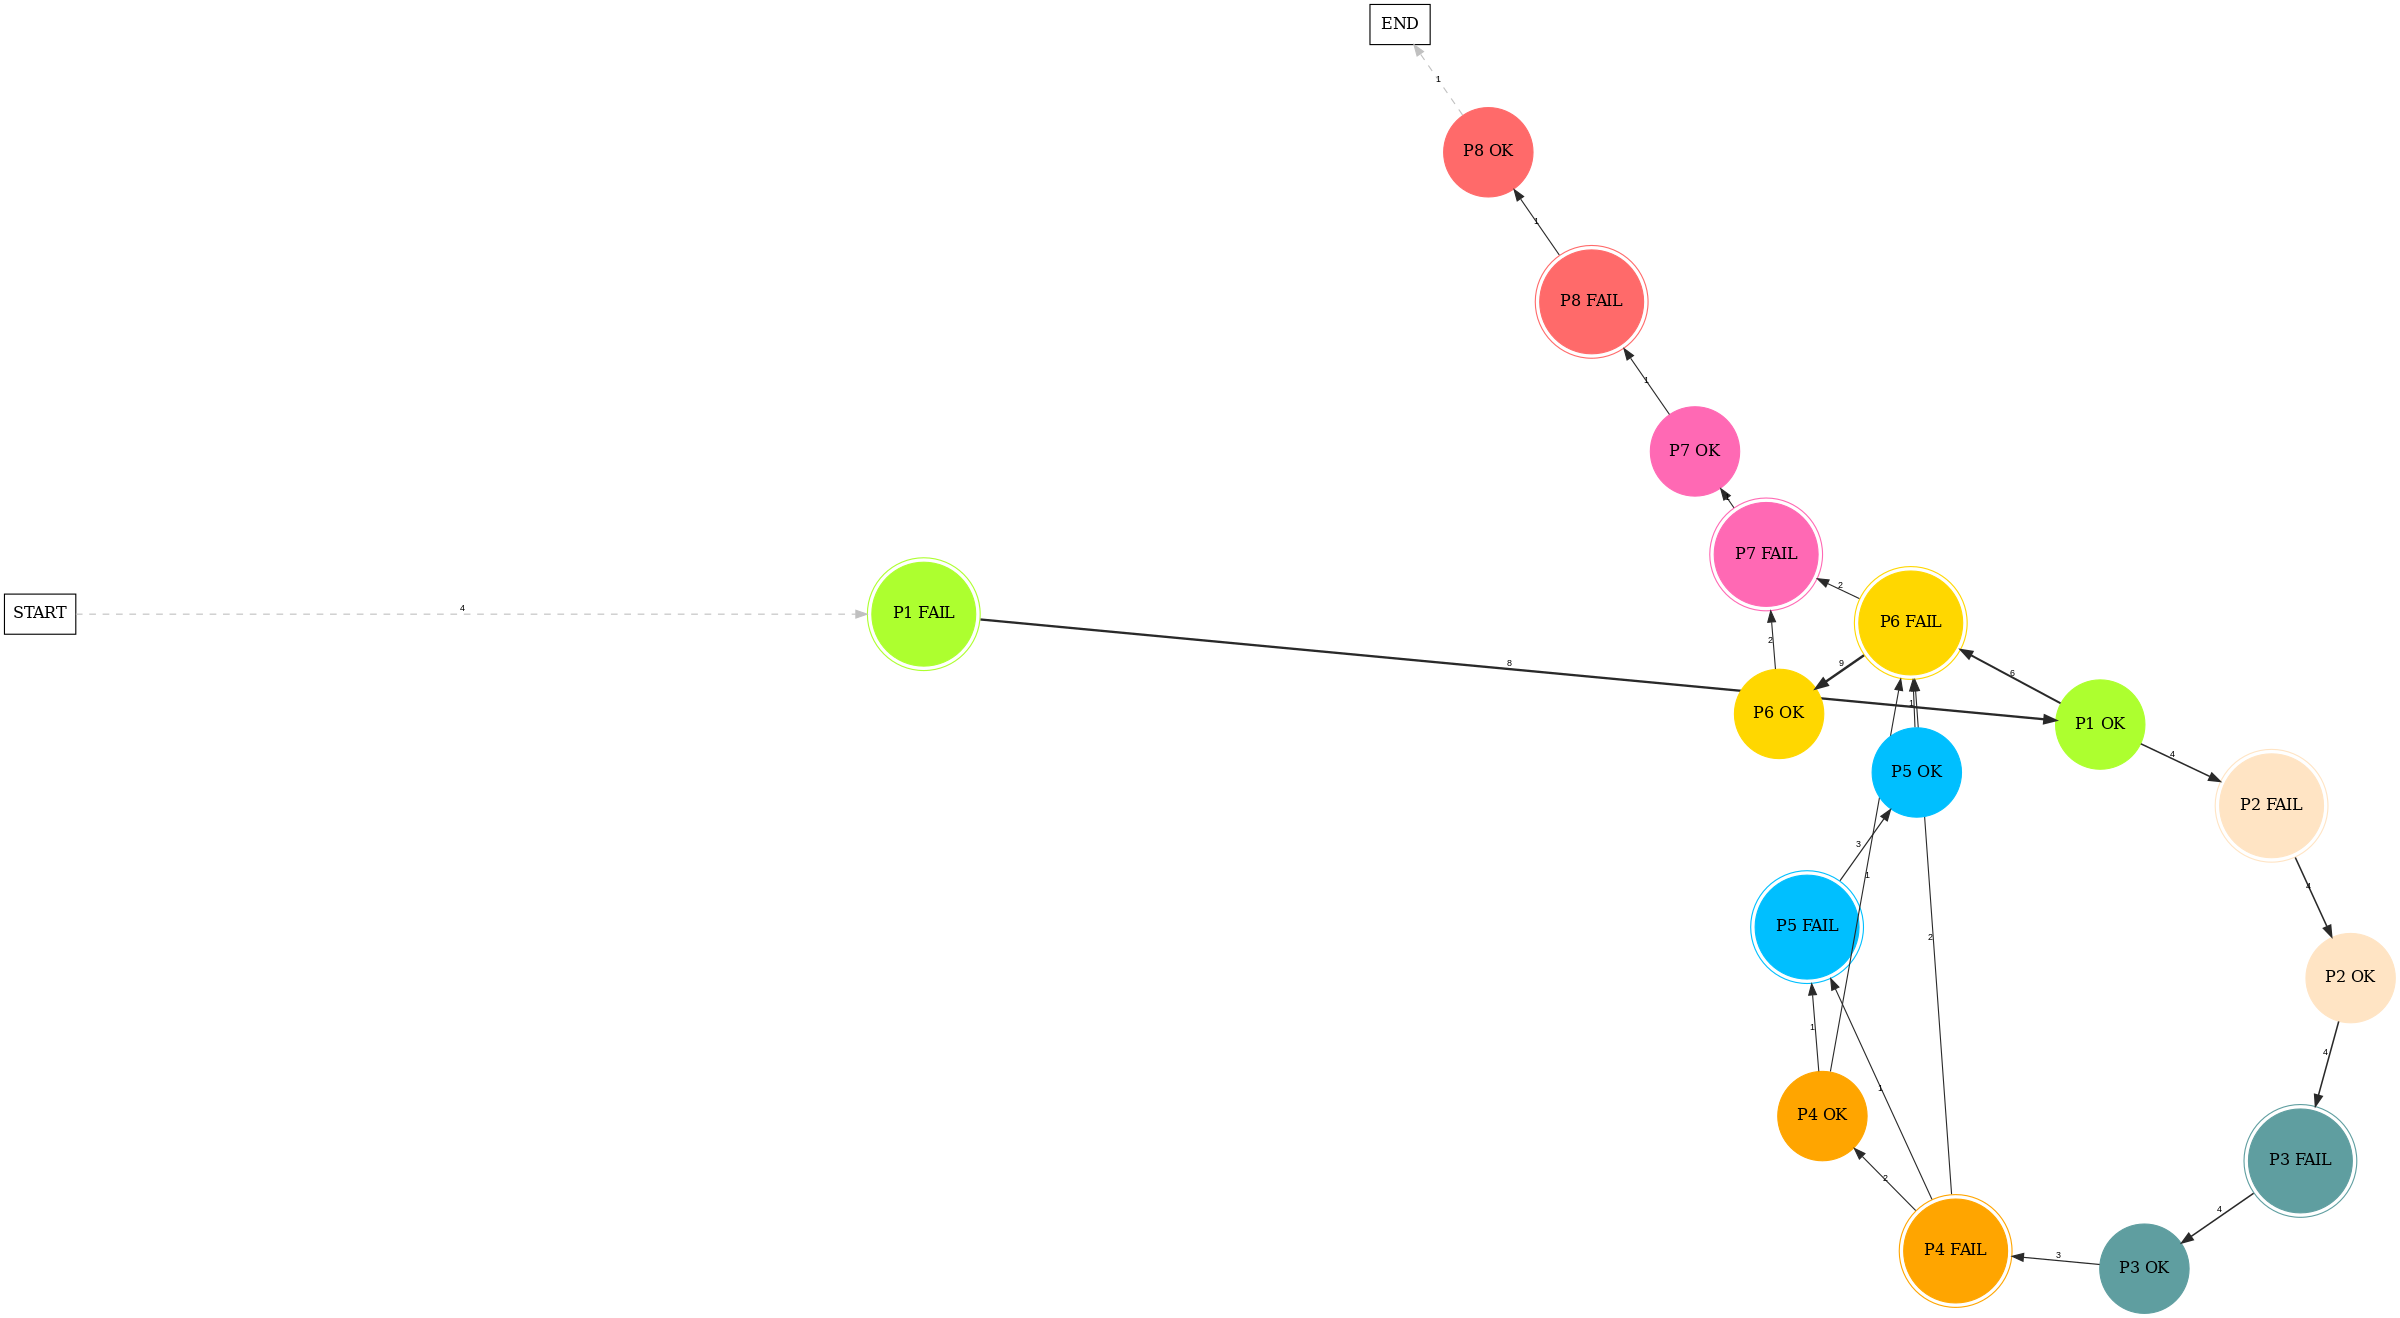 END
1
P8 OK
1
P8 FAIL
1
P7 OK
P7 FAIL
2
START
4
P1 FAIL
8
2
P6 FAIL
9
6
P6 OK
1
P1 OK
4
P5 OK
P2 FAIL
3
1
4
P5 FAIL
2
P2 OK
1
4
1
P4 OK
P3 FAIL
2
4
P4 FAIL
3
P3 OK